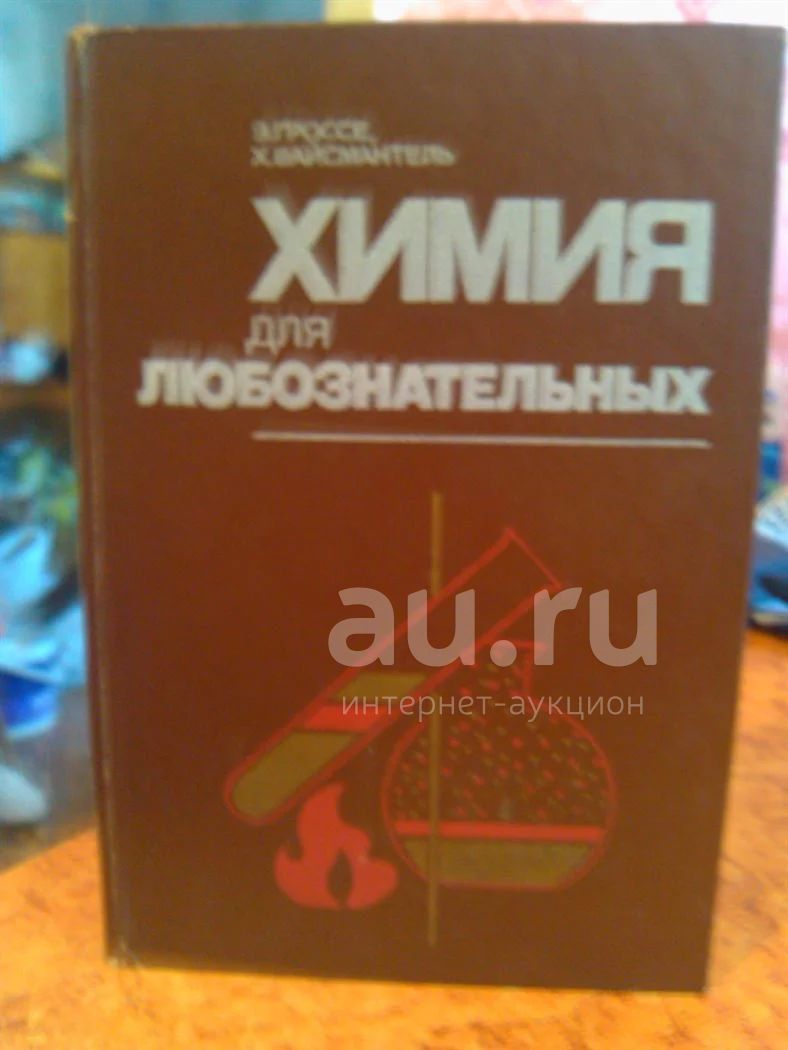 Э.ГРОССЕ,
Х.ВАЙСМАНТЕЛЬ
ХИМИЯ
ДЛЯ
ЛЮБОЗНАТЕЛЬНЫХ
au.ru
интернет-аукцион